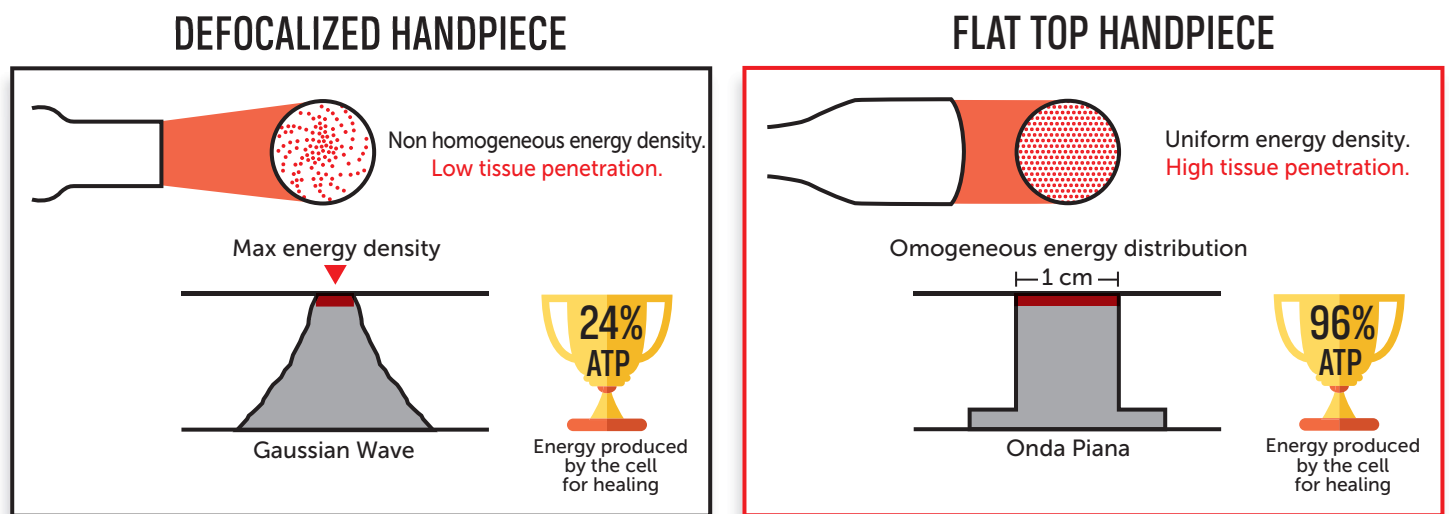 DEFOCALIZED HANDPIECE
Non homogeneous energy density.
Low tissue penetration.
Max energy density
24%
ATP
Gaussian Wave
Energy produced
by the cell
for healing
FLAT TOP HANDPIECE
Uniform energy density.
High tissue penetration.
Omogeneous energy distribution
1 cm
96%
ATP
Onda Piana
Energy produced
by the cell
for healing